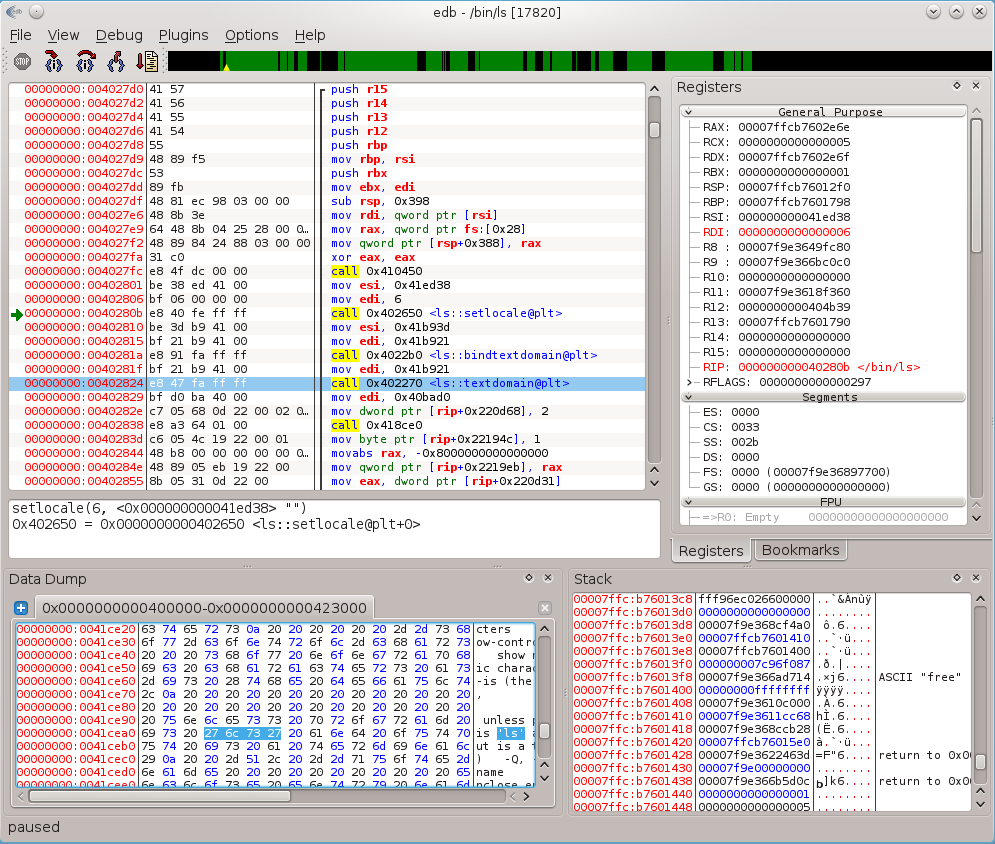 edb - /bin/ls [17820]
File View Debug Plugins Options Help
STOP
00000000:004027d0 41 57 push r15
00000000:004027d2 41 56 push r14
00000000:004027d4 41 55 push r13
00000000:004027d6 41 54 push r12
00000000:004027d8 55 push rbp
00000000:004027d9 48 89 f5 mov rbp, rsi
00000000:004027dc 53 push rbx
00000000:004027dd 89 fb mov ebx, edi
00000000:004027df 48 81 ec 98 03 00 00 sub rsp, 0x398
00000000:004027e6 48 8b 3e mov rdi, qword ptr [rsi]
00000000:004027e9 64 48 8b 04 25 28 00 0… mov rax, qword ptr fs:[0x28]
00000000:004027f2 48 89 84 24 88 03 00 00 mov qword ptr [rsp+0x388], rax
00000000:004027fa 31 c0 xor eax, eax
00000000:004027fc e8 4f dc 00 00 call 0x410450
00000000:00402801 be 38 ed 41 00 mov esi, 0x41ed38
00000000:00402806 bf 06 00 00 00 mov edi, 6
00000000:0040280b e8 40 fe ff ff call 0x402650 <ls::setlocale@plt>
00000000:00402810 be 3d b9 41 00 mov esi, 0x41b93d
00000000:00402815 bf 21 b9 41 00 mov edi, 0x41b921
00000000:0040281a e8 91 fa ff ff call 0x4022b0 <ls::bindtextdomain@plt>
00000000:0040281f bf 21 b9 41 00 mov edi, 0x41b921
00000000:00402824 e8 47 fa ff ff call 0x402270 <ls::textdomain@plt>
00000000:00402829 bf d0 ba 40 00 mov edi, 0x40bad0
00000000:0040282e c7 05 68 0d 22 00 02 0… mov dword ptr [rip+0x220d68], 2
00000000:00402838 e8 a3 64 01 00 call 0x418ce0
00000000:0040283d c6 05 4c 19 22 00 01 mov byte ptr [rip+0x22194c], 1
00000000:00402844 48 b8 00 00 00 00 00 0… movabs rax, -0x8000000000000000
00000000:0040284e 48 89 05 eb 19 22 00 mov qword ptr [rip+0x2219eb], rax
00000000:00402855 8b 05 31 0d 22 00 mov eax, dword ptr [rip+0x220d31]
setlocale(6, <0x000000000041ed38> "")
0x402650 = 0x0000000000402650 <ls::setlocale@plt+0>
Registers
General Purpose
RAX: 00007ffcb7602e6e
RCX: 0000000000000005
RDX: 00007ffcb7602e6f
RBX: 0000000000000001
RSP: 00007ffcb76012f0
RBP: 00007ffcb7601798
RSI: 000000000041ed38
RDI: 0000000000000006
R8 : 00007f9e3649fc80
R9 : 00007f9e366bc0c0
R10: 0000000000000000
R11: 00007f9e3618f360
R12: 0000000000404b39
R13: 00007ffcb7601790
R14: 0000000000000000
R15: 0000000000000000
RIP: 000000000040280b </bin/ls>
RFLAGS: 0000000000000297
Segments
ES: 0000
CS: 0033
SS: 002b
DS: 0000
FS: 0000 (00007f9e36897700)
GS: 0000 (0000000000000000)
FPU
=>R0: Empty 00000000000000000000
Registers Bookmarks
Data Dump
0x0000000000400000-0x0000000000423000
00000000:0041ce20 63 74 65 72 73 0a 20 20 20 20 20 20 2d 2d 73 68 cters
00000000:0041ce30 6f 77 2d 63 6f 6e 74 72 6f 6c 2d 63 68 61 72 73 ow-contr
00000000:0041ce40 20 20 20 73 68 6f 77 20 6e 6f 6e 67 72 61 70 68 show n
00000000:0041ce50 69 63 20 63 68 61 72 61 63 74 65 72 73 20 61 73 ic charac
00000000:0041ce60 2d 69 73 20 28 74 68 65 20 64 65 66 61 75 6c 74 -is (the
00000000:0041ce70 2c 0a 20 20 20 20 20 20 20 20 20 20 20 20 20 20 ,
00000000:0041ce80 20 20 20 20 20 20 20 20 20 20 20 20 20 20 20 20
00000000:0041ce90 20 75 6e 6c 65 73 73 20 70 72 6f 67 72 61 6d 20 unless p
00000000:0041cea0 69 73 20 27 6c 73 27 20 61 6e 64 20 6f 75 74 70 is 'ls'
00000000:0041ceb0 75 74 20 69 73 20 61 20 74 65 72 6d 69 6e 61 6c ut is a t
00000000:0041cec0 29 0a 20 20 2d 51 2c 20 2d 2d 71 75 6f 74 65 2d ) -Q,
00000000:0041ced0 6e 61 6d 65 20 20 20 20 20 20 20 20 20 20 20 65 name
Stack
00007ffc:b76013c8 fff96ec026600000 ..`&Ànùÿ
00007ffc:b76013d0 00007f9e368cf4a0 ô.6....
00007ffc:b76013d8 0000000000000000 ........
00007ffc:b76013e0 00007ffcb7601410 ..`·ü...
00007ffc:b76013e8 00007ffcb7601400 ..`·ü...
00007ffc:b76013f0 000000007c96f087 .ð.|....
00007ffc:b76013f8 00007f9e366ad714 .×j6.... ASCII "free"
00007ffc:b7601400 00000000ffffffff ÿÿÿÿ....
00007ffc:b7601408 00007f9e3610c000 .À.6....
00007ffc:b7601410 00007f9e3611cc68 hÌ.6....
00007ffc:b7601418 00007f9e368ccb28 (Ë.6....
00007ffc:b7601420 00007ffcb76015e0 à.`·ü...
00007ffc:b7601428 00007f9e3622463d =F"6.... return to 0x00
00007ffc:b7601430 00007f9e00000000 ........
00007ffc:b7601438 00007f9e366b5d0c .]k6.... return to 0x00
00007ffc:b7601440 0000000000000001 ........
00007ffc:b7601448 0000000000000005 ........
paused